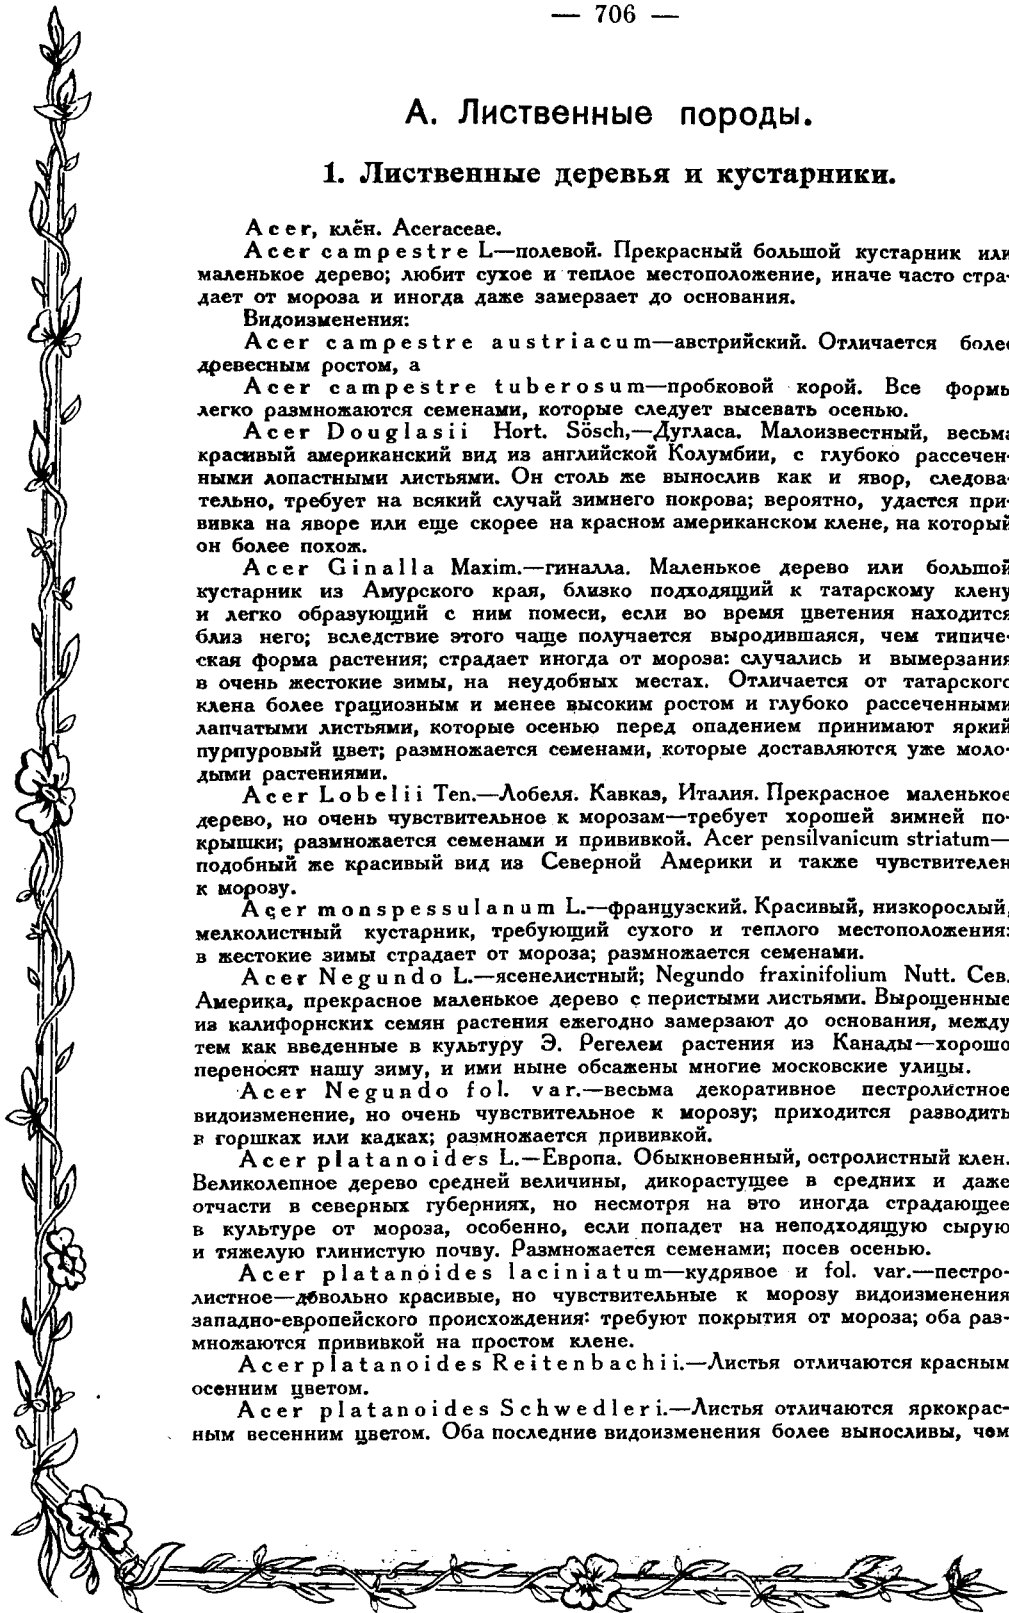 — 706 —
А. Лиственные породы.
1. Лиственные деревья и кустарники.
Acer, клён. Aceraceae.
Acer campestre L—полевой. Прекрасный большой кустарник или
маленькое дерево; любит сухое и теплое местоположение, иначе часто стра-
дает от мороза и иногда даже замерзает до основания.
Видоизменения:
Acer campestre austriacum—австрийский. Отличается более
древесным ростом, а
Acer campestre tuberosum—пробковой корой. Все формы
легко размножаются семенами, которые следует высевать осенью.
Acer Douglasii Hort. Sösch,—Дугласа. Малоизвестный, весьма
красивый американский вид из английской Колумбии, с глубоко рассечен-
ными лопастными листьями. Он столь же вынослив как и явор, следова-
тельно, требует на всякий случай зимнего покрова; вероятно, удастся при-
вивка на яворе или еще скорее на красном американском клене, на который
он более похож.
Acer Ginalla Maxim.—гиналла. Маленькое дерево или большой
кустарник из Амурского края, близко подходящий к татарскому клену
и легко образующий с ним помеси, если во время цветения находится
близ него; вследствие этого чаще получается выродившаяся, чем типиче-
ская форма растения; страдает иногда от мороза: случались и вымерзания
в очень жестокие зимы, на неудобных местах. Отличается от татарского
клена более грациозным и менее высоким ростом и глубоко рассеченными
лапчатыми листьями, которые осенью перед опадением принимают яркий
пурпуровый цвет; размножается семенами, которые доставляются уже моло-
дыми растениями.
Acer Lobelii Ten.—Лобеля. Кавказ, Италия. Прекрасное маленькое
дерево, но очень чувствительное к морозам—требует хорошей зимней по-
крышки; размножается семенами и прививкой. Acer pensilvanicum striatum—
подобный же красивый вид из Северной Америки и также чувствителен
к морозу.
Acer monspessulanum L.—французский. Красивый, низкорослый,
мелколистный кустарник, требующий сухого и теплого местоположения:
в жестокие зимы страдает от мороза; размножается семенами.
Acer Negundo L.—ясенелистный; Negundo fraxinifolium Nutt. Сев.
Америка, прекрасное маленькое дерево с перистыми листьями. Вырощенные
из калифорнских семян растения ежегодно замерзают до основания, между
тем как введенные в культуру Э. Регелем растения из Канады—хорошо
переносят нашу зиму, и ими ныне обсажены многие московские улицы.
Acer Negundo fol. var.—весьма декоративное пестролистное
видоизменение, но очень чувствительное к морозу; приходится разводить
в горшках или кадках; размножается прививкой.
Acer platanoides L.—Европа. Обыкновенный, остролистный клен.
Великолепное дерево средней величины, дикорастущее в средних и даже
отчасти в северных губерниях, но несмотря на это иногда страдающее
в культуре от мороза, особенно, если попадет на неподходящую сырую
и тяжелую глинистую почву. Размножается семенами; посев осенью.
Acer platanoides laciniatum—кудрявое и fol. var.—пестро-
листное—довольно красивые, но чувствительные к морозу видоизменения
западно-европейского происхождения: требуют покрытия от мороза; оба раз-
множаются прививкой на простом клене.
Acer platanoides Reitenbachii.—Листья отличаются красным
осенним цветом.
Acer platanoides Schwedleri.—Листья отличаются яркокрас-
ным весенним цветом. Оба последние видоизменения более выносливы, чем